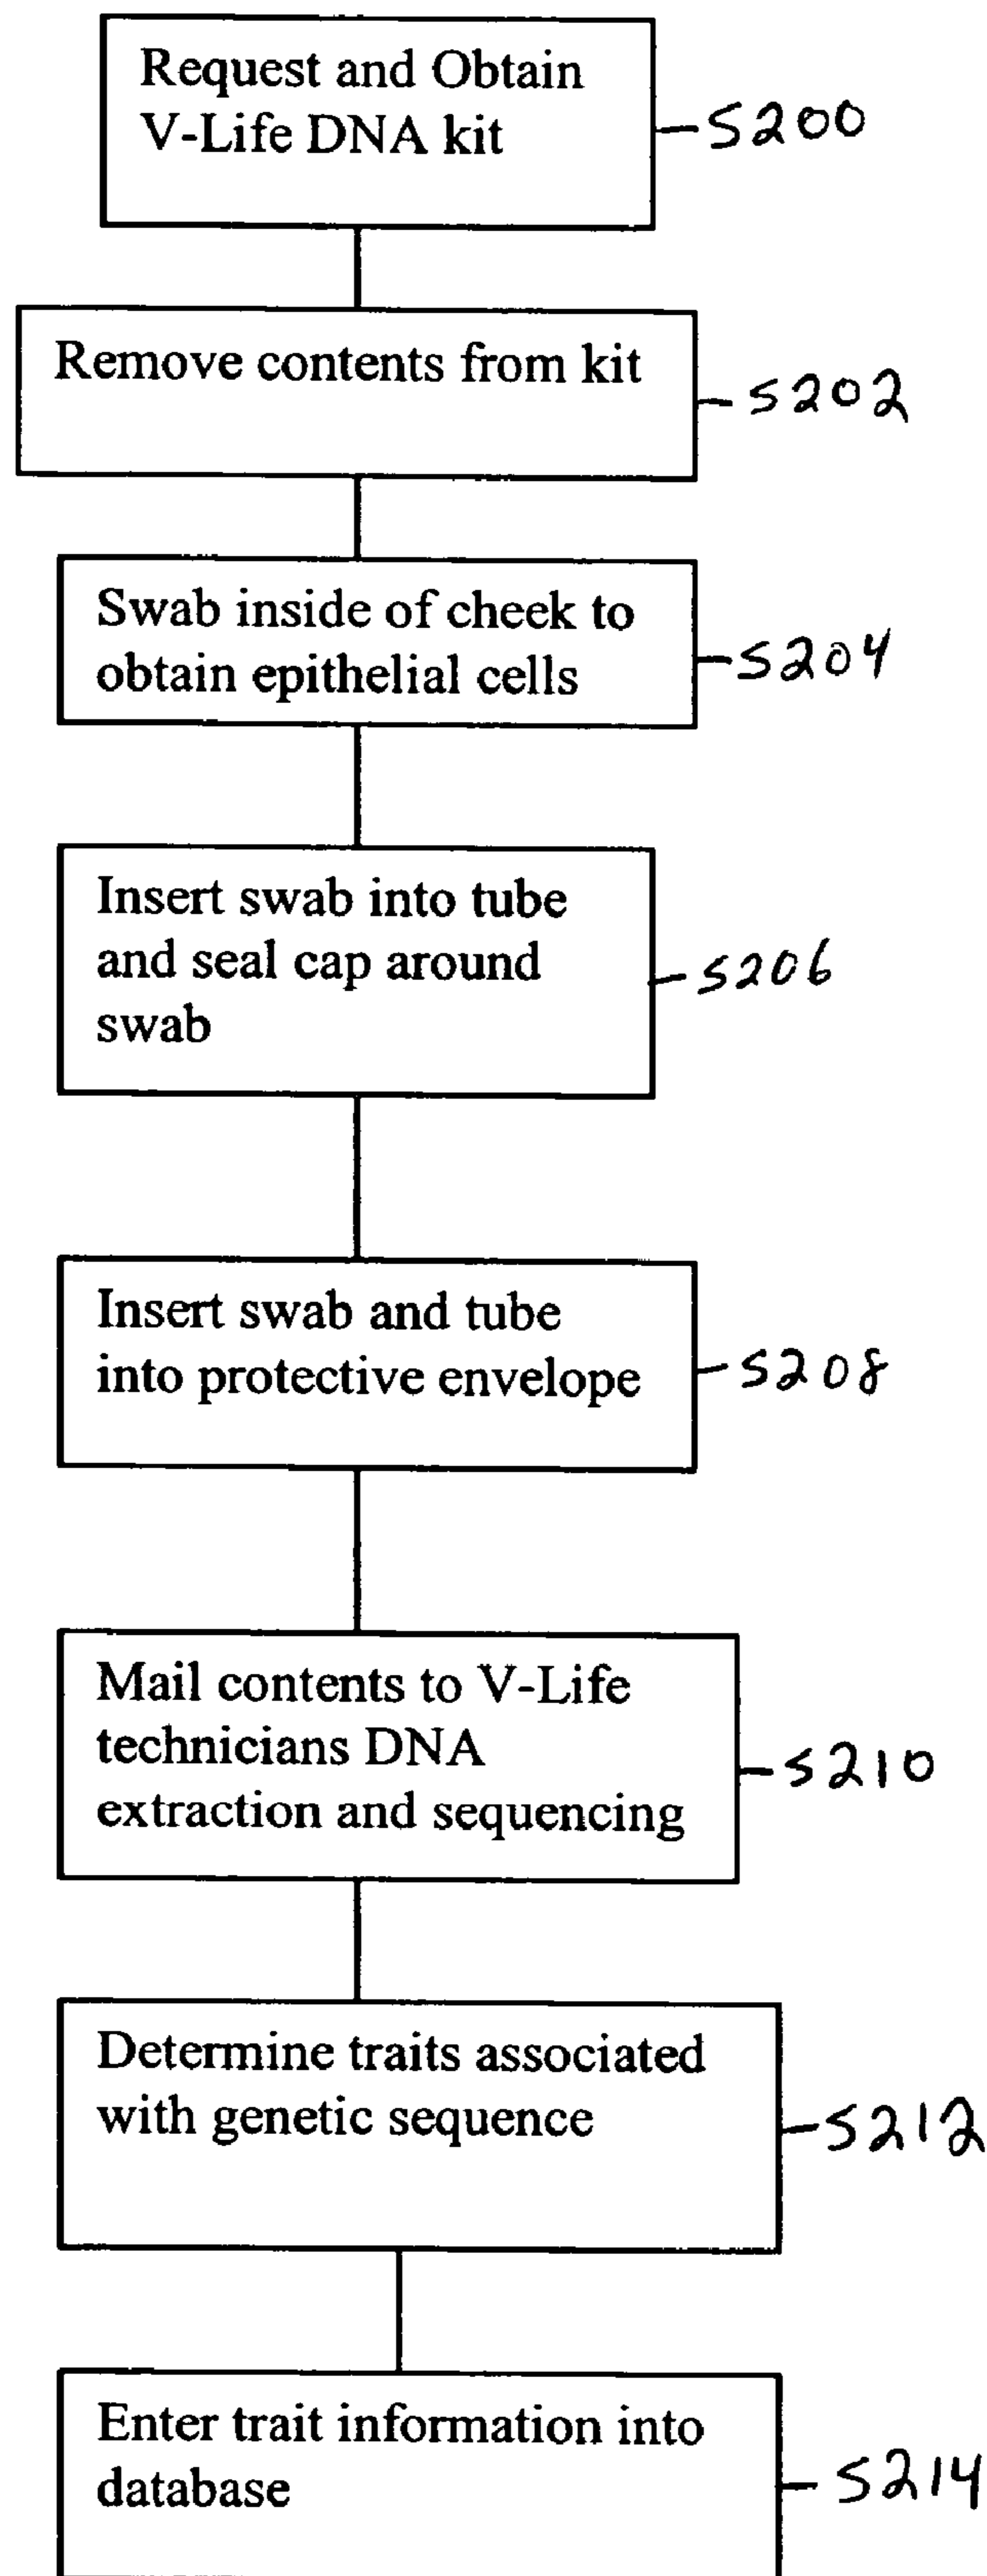 Request and Obtain
V-Life DNA kit
S200
Remove contents from kit
S202
Swab inside of cheek to
obtain epithelial cells
S204
Insert swab into tube
and seal cap around
swab
S206
Insert swab and tube
into protective envelope
S208
Mail contents to V-Life
technicians DNA
extraction and sequencing
S210
Determine traits associated
with genetic sequence
S212
Enter trait information into
database
S214